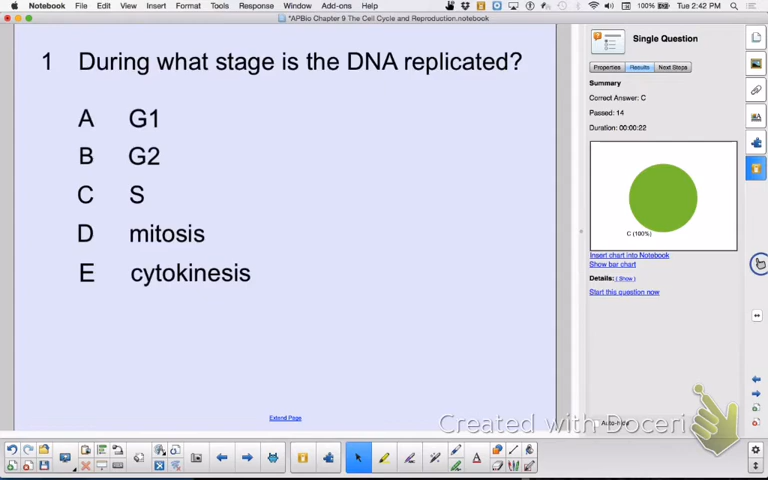 Notebook File Edit View Insert Format Tools Response Window Add-ons Help 100% Tue 2:42 PM
*APBio Chapter 9 The Cell Cycle and Reproduction.notebook
1 During what stage is the DNA replicated?
A G1
B G2
C S
D mitosis
E cytokinesis
Extend Page
Single Question
Properties Results Next Steps
Summary
Correct Answer: C
Passed: 14
Duration: 00:00:22
C (100%)
Insert chart into Notebook
Show bar chart
Details: (Show)
Start this question now
Created with Doceri
Auto-hide